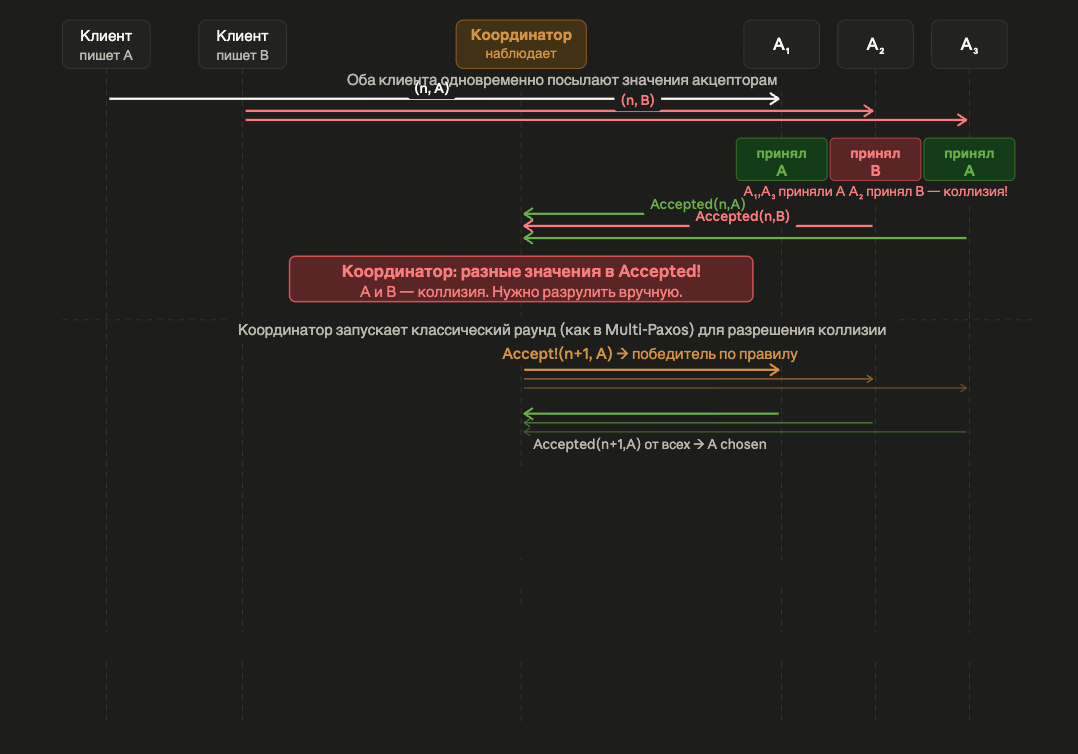 Клиент
пишет A
Клиент
пишет B
Координатор
наблюдает
A₁
A₂
A₃
Оба клиента одновременно посылают значения акцепторам
(n, A)
(n, B)
принял
A
принял
B
принял
A
A₁,A₃ приняли A A₂ принял B — коллизия!
Accepted(n,A)
Accepted(n,B)
Координатор: разные значения в Accepted!
A и B — коллизия. Нужно разрулить вручную.
Координатор запускает классический раунд (как в Multi-Paxos) для разрешения коллизии
Accept!(n+1, A) → победитель по правилу
Accepted(n+1,A) от всех → A chosen